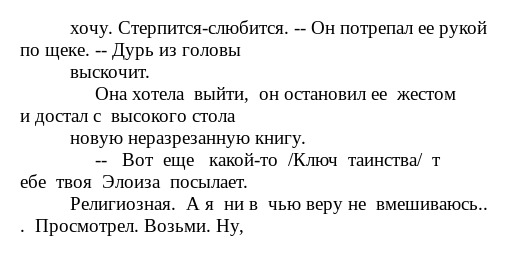 хочу. Стерпится-слюбится. -- Он потрепал ее рукой
по щеке. -- Дурь из головы
выскочит.
Она хотела выйти, он остановил ее жестом
и достал с высокого стола
новую неразрезанную книгу.
-- Вот еще какой-то /Ключ таинства/ т
ебе твоя Элоиза посылает.
Религиозная. А я ни в чью веру не вмешиваюсь..
. Просмотрел. Возьми. Ну,